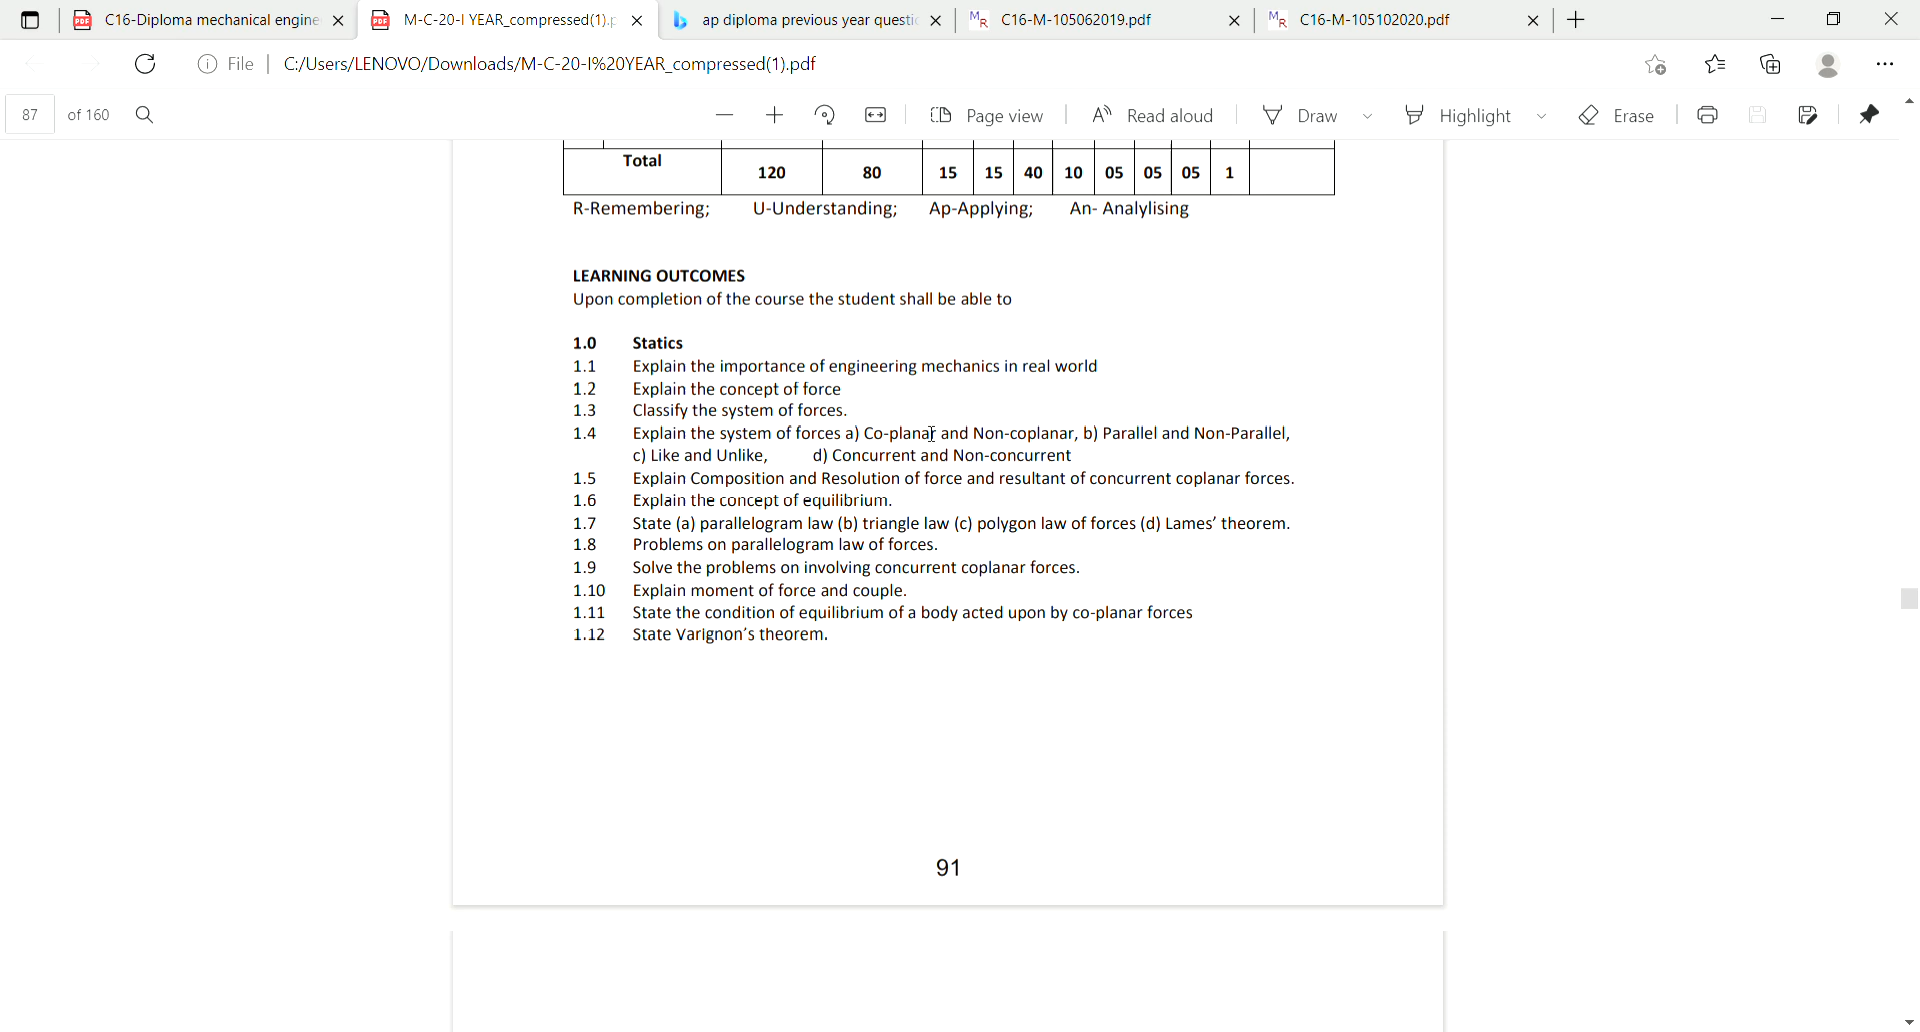 C16-Diploma mechanical engine
M-C-20-I YEAR_compressed(1).p
ap diploma previous year questio
C16-M-105062019.pdf
C16-M-105102020.pdf
File C:/Users/LENOVO/Downloads/M-C-20-I%20YEAR_compressed(1).pdf
87 of 160 Page view Read aloud Draw Highlight Erase
Total 120 80 15 15 40 10 05 05 05 1
R-Remembering; U-Understanding; Ap-Applying; An- Analylising
LEARNING OUTCOMES
Upon completion of the course the student shall be able to
1.0 Statics
1.1 Explain the importance of engineering mechanics in real world
1.2 Explain the concept of force
1.3 Classify the system of forces.
1.4 Explain the system of forces a) Co-planar and Non-coplanar, b) Parallel and Non-Parallel,
c) Like and Unlike, d) Concurrent and Non-concurrent
1.5 Explain Composition and Resolution of force and resultant of concurrent coplanar forces.
1.6 Explain the concept of equilibrium.
1.7 State (a) parallelogram law (b) triangle law (c) polygon law of forces (d) Lames’ theorem.
1.8 Problems on parallelogram law of forces.
1.9 Solve the problems on involving concurrent coplanar forces.
1.10 Explain moment of force and couple.
1.11 State the condition of equilibrium of a body acted upon by co-planar forces
1.12 State Varignon’s theorem.
91